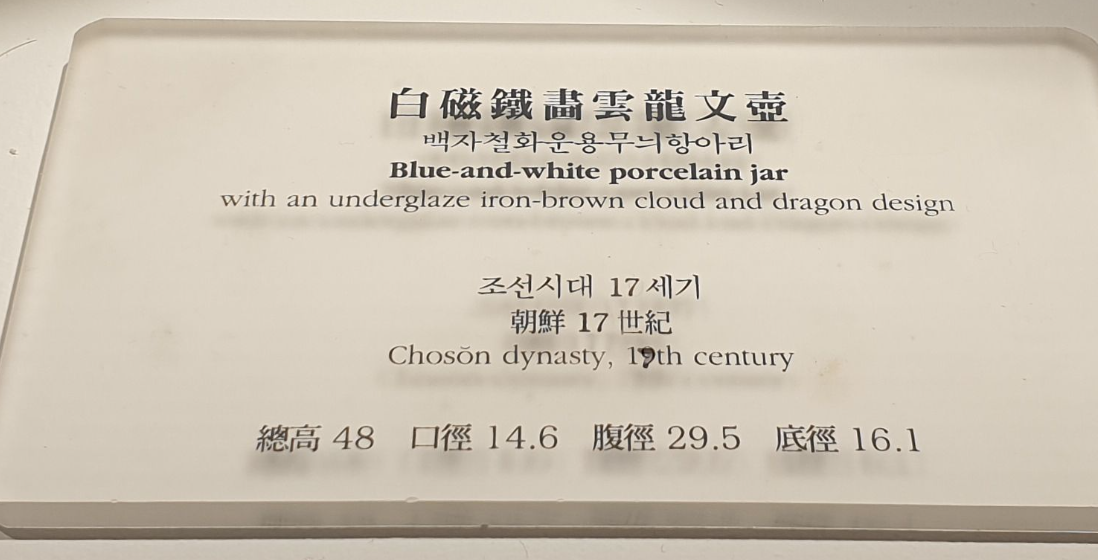 白磁鐵畵雲龍文壺
백자철화운용무늬항아리
Blue-and-white porcelain jar
with an underglaze iron-brown cloud and dragon design
조선시대 17세기
朝鮮 17 世紀
Chosŏn dynasty, century
總高 48 口徑 14.6 腹徑 29.5 底徑 16.1